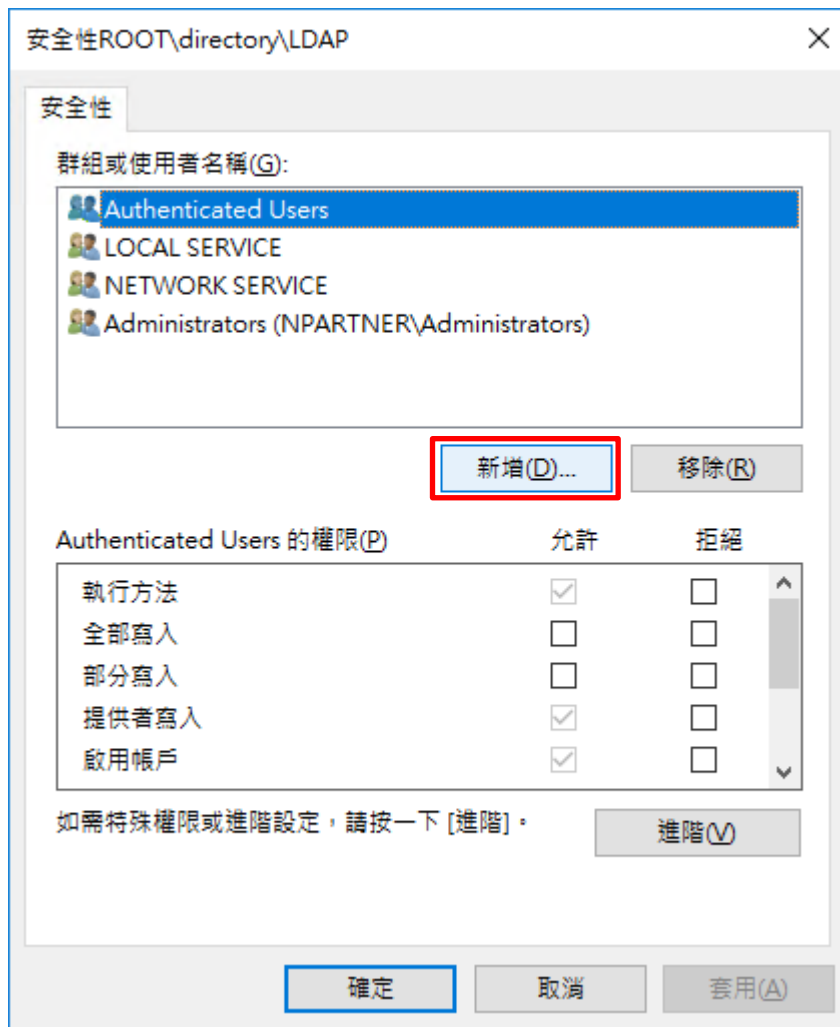 安全性ROOT\directory\LDAP
安全性
群組或使用者名稱(G):
Authenticated Users
LOCAL SERVICE
NETWORK SERVICE
Administrators (NPARTNER\Administrators)
新增(D)... 移除(R)
Authenticated Users 的權限(P) 允許 拒絕
執行方法
全部寫入
部分寫入
提供者寫入
啟用帳戶
如需特殊權限或進階設定，請按一下 [進階]。 進階(V)
確定 取消 套用(A)